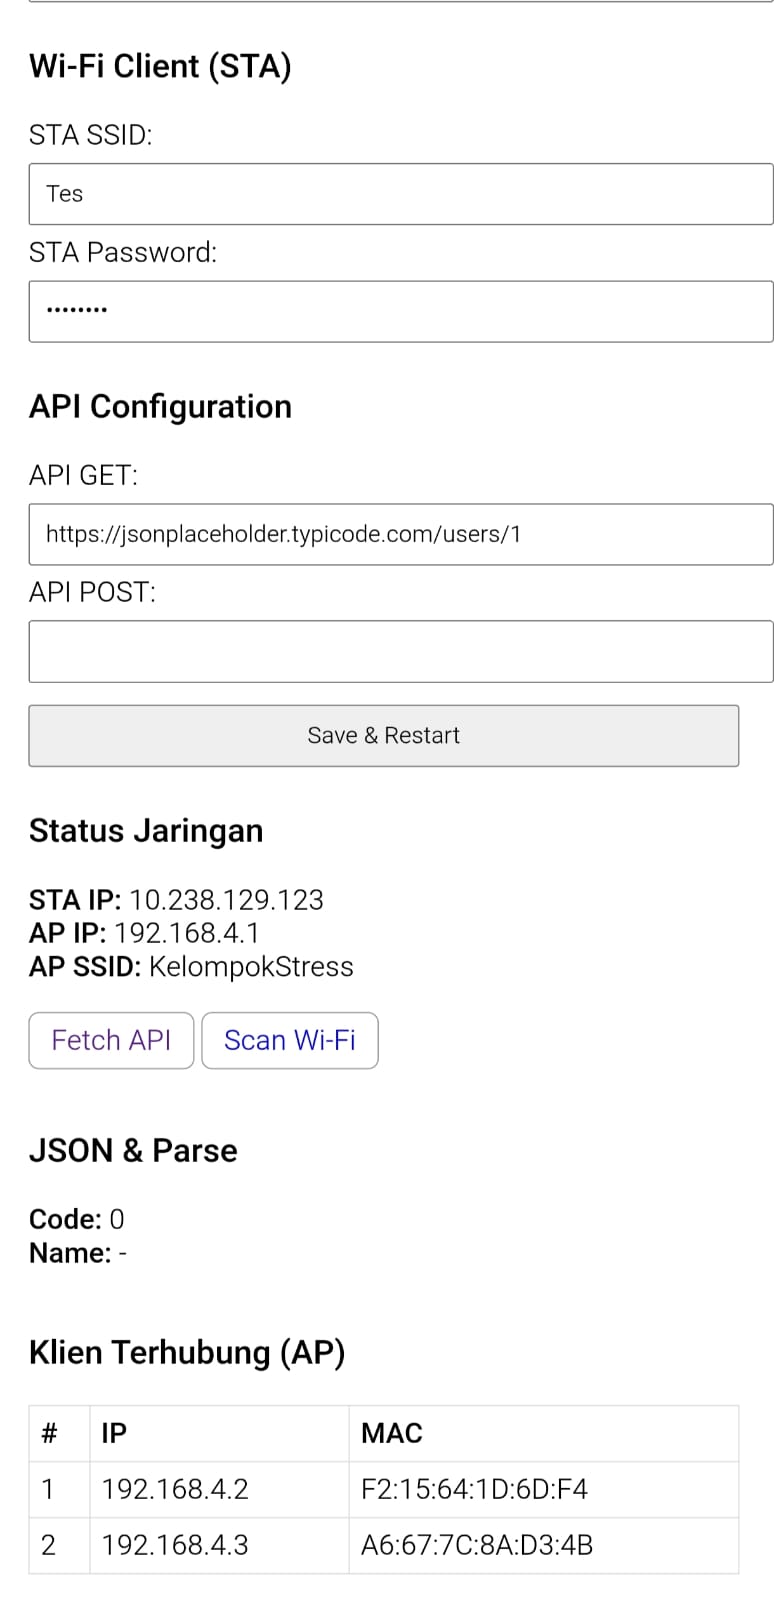 Wi-Fi Client (STA)
STA SSID:
Tes
STA Password:
••••••••
API Configuration
API GET:
https://jsonplaceholder.typicode.com/users/1
API POST:
Save & Restart
Status Jaringan
STA IP: 10.238.129.123
AP IP: 192.168.4.1
AP SSID: KelompokStress
Fetch API Scan Wi-Fi
JSON & Parse
Code: 0
Name: -
Klien Terhubung (AP)
# IP MAC
1 192.168.4.2 F2:15:64:1D:6D:F4
2 192.168.4.3 A6:67:7C:8A:D3:4B